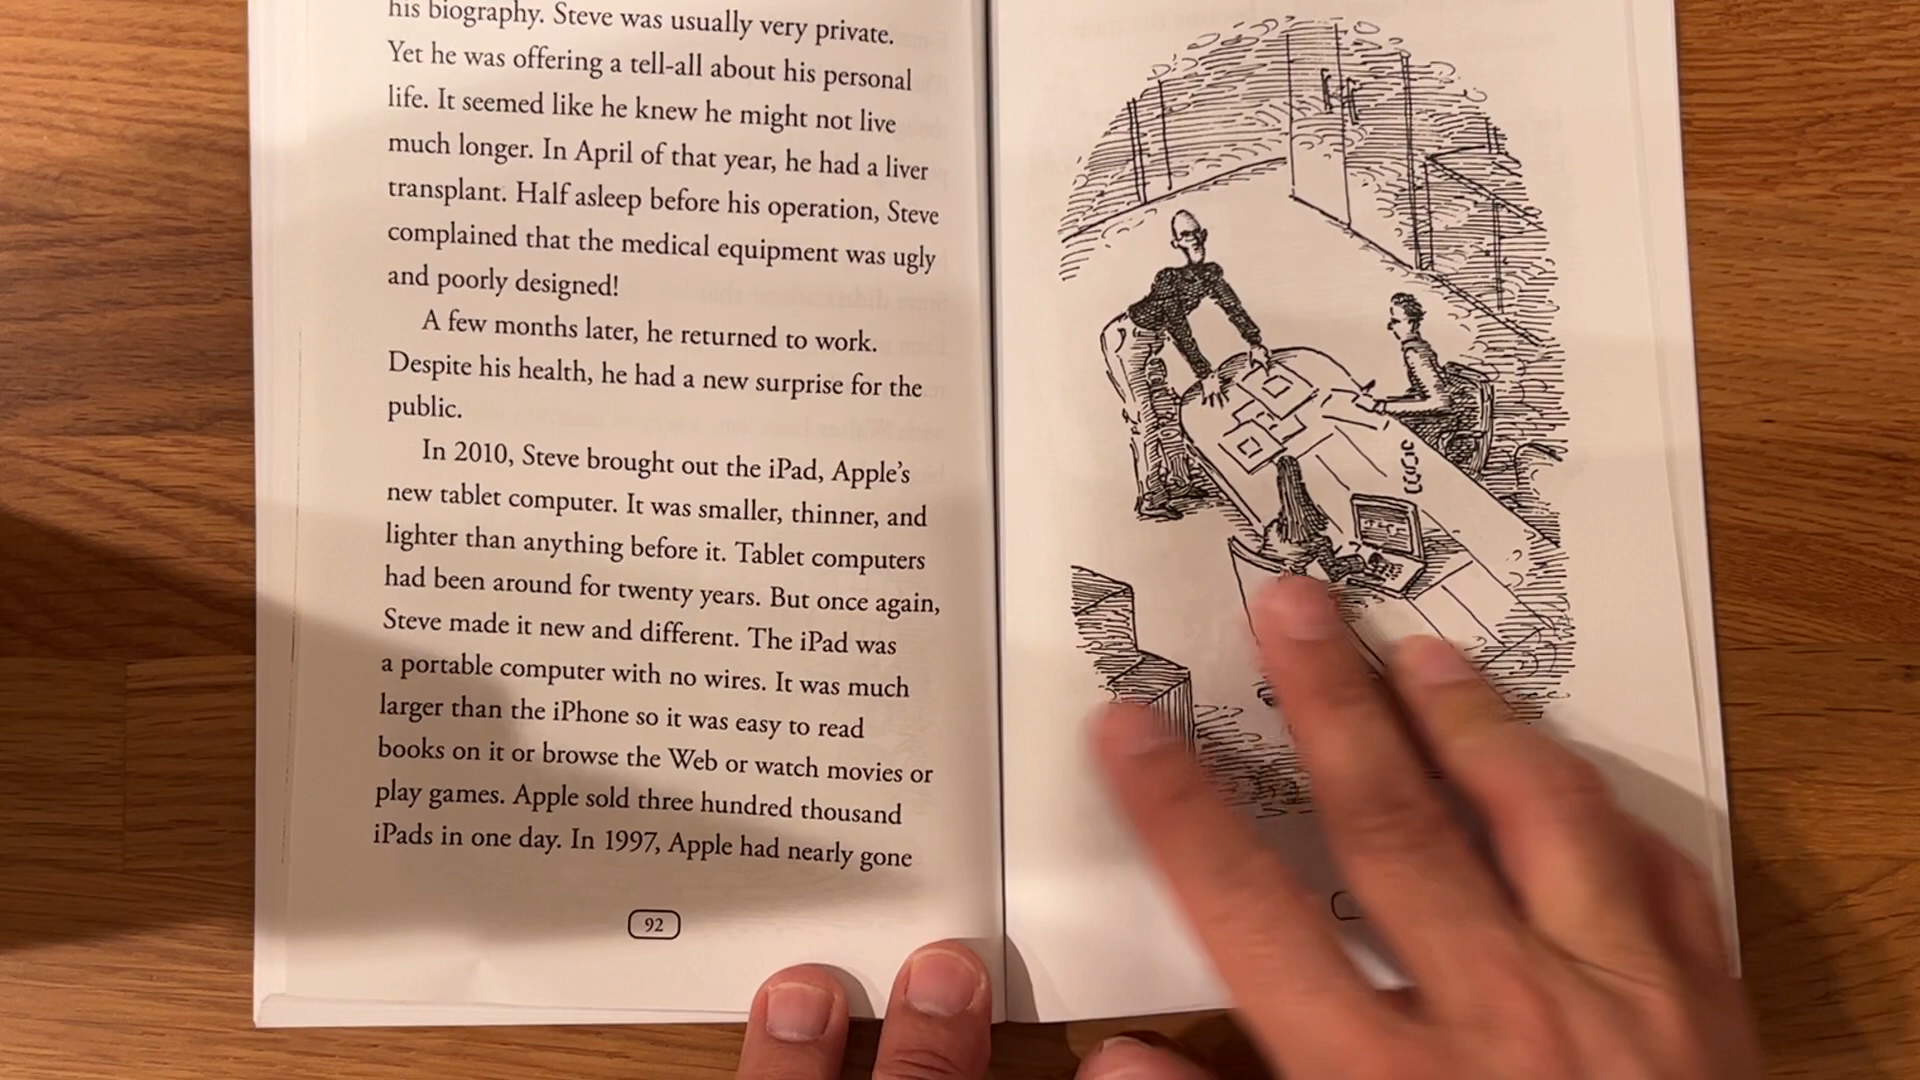 his biography. Steve was usually very private.
Yet he was offering a tell-all about his personal
life. It seemed like he knew he might not live
much longer. In April of that year, he had a liver
transplant. Half asleep before his operation, Steve
complained that the medical equipment was ugly
and poorly designed!
A few months later, he returned to work.
Despite his health, he had a new surprise for the
public.
In 2010, Steve brought out the iPad, Apple’s
new tablet computer. It was smaller, thinner, and
lighter than anything before it. Tablet computers
had been around for twenty years. But once again,
Steve made it new and different. The iPad was
a portable computer with no wires. It was much
larger than the iPhone so it was easy to read
books on it or browse the Web or watch movies or
play games. Apple sold three hundred thousand
iPads in one day. In 1997, Apple had nearly gone
92